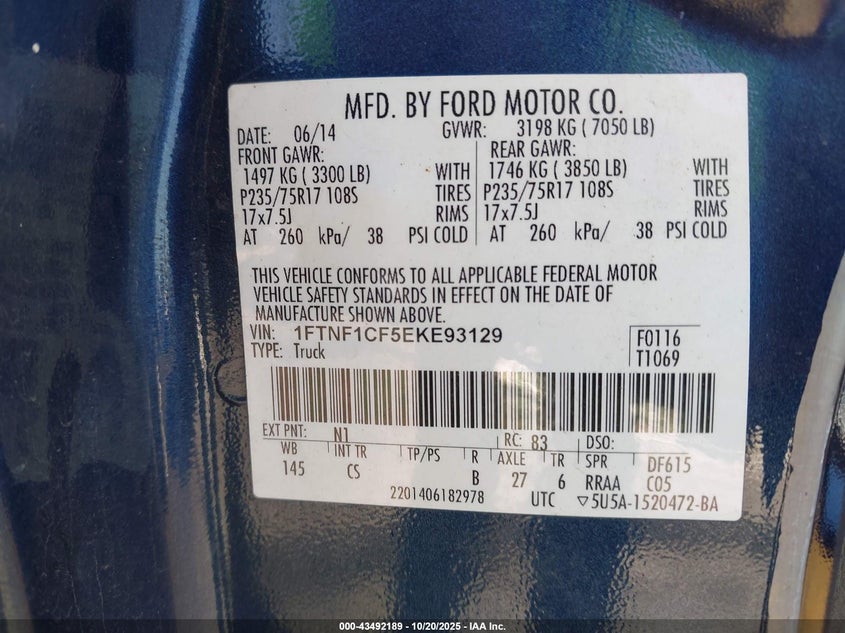 MFD. BY FORD MOTOR CO.
DATE: 06/14 GVWR: 3198 KG ( 7050 LB)
FRONT GAWR: REAR GAWR:
1497 KG ( 3300 LB) WITH 1746 KG ( 3850 LB) WITH
P235/75R17 108S TIRES P235/75R17 108S TIRES
17x7.5J RIMS 17x7.5J RIMS
AT 260 kPa/ 38 PSI COLD AT 260 kPa/ 38 PSI COLD
THIS VEHICLE CONFORMS TO ALL APPLICABLE FEDERAL MOTOR
VEHICLE SAFETY STANDARDS IN EFFECT ON THE DATE OF
MANUFACTURE SHOWN ABOVE.
VIN: 1FTNF1CF5EKE93129 F0116
TYPE: Truck T1069
EXT PNT: N1 RC: 83 DSO:
WB INT TR TP/PS R AXLE TR SPR DF615
145 CS B 27 6 RRAA C05
2201406182978 UTC ▽5U5A-1520472-BA
000-43492189 - 10/20/2025 - IAA Inc.